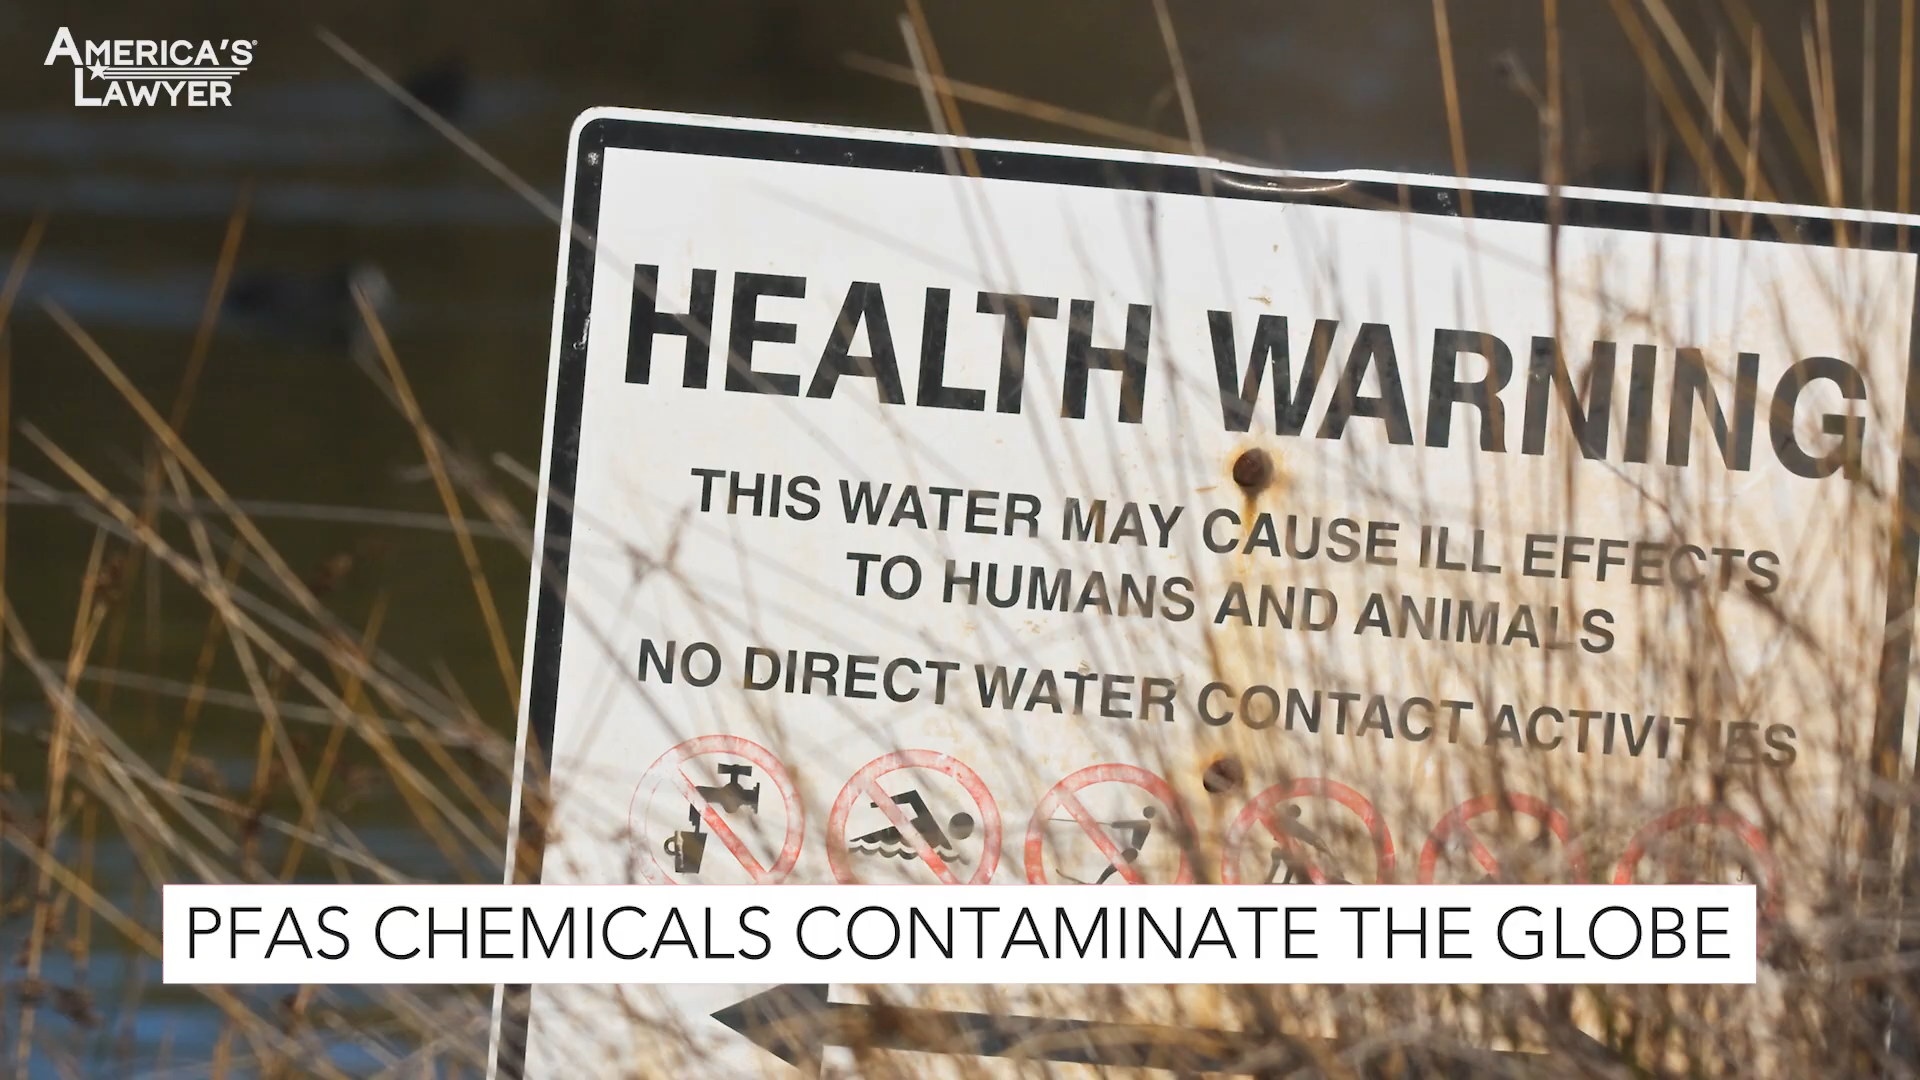 AMERICA'S®
LAWYER
HEALTH WARNING
THIS WATER MAY CAUSE ILL EFFECTS
TO HUMANS AND ANIMALS
NO DIRECT WATER CONTACT ACTIVITIES
PFAS CHEMICALS CONTAMINATE THE GLOBE